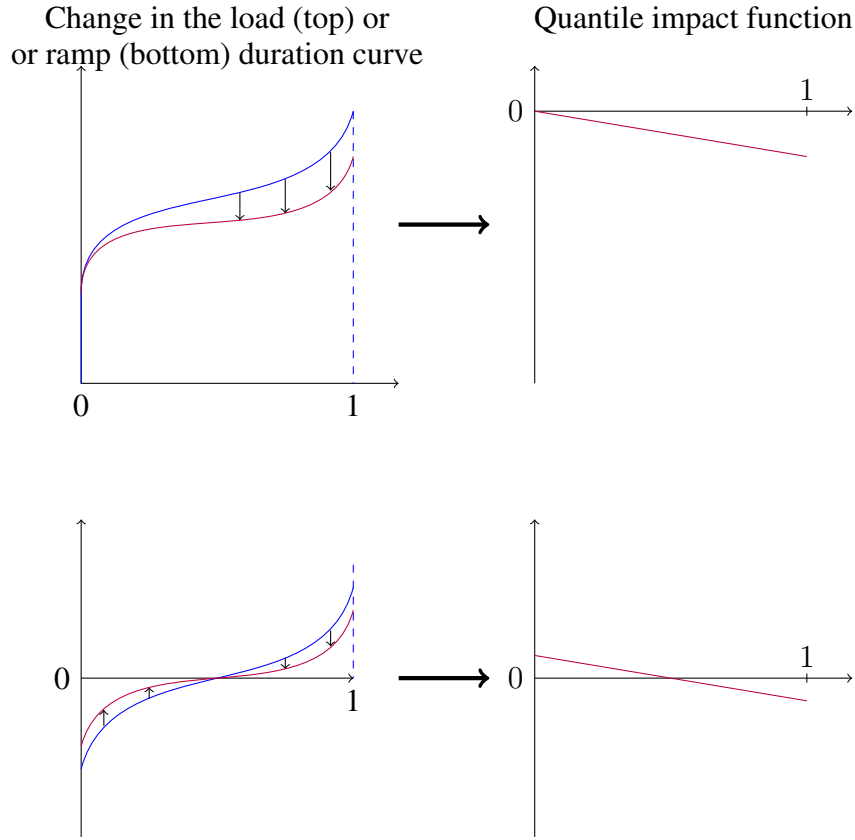 Change in the load (top) or
or ramp (bottom) duration curve
Quantile impact function
0
1
0
1
0
1
0
1